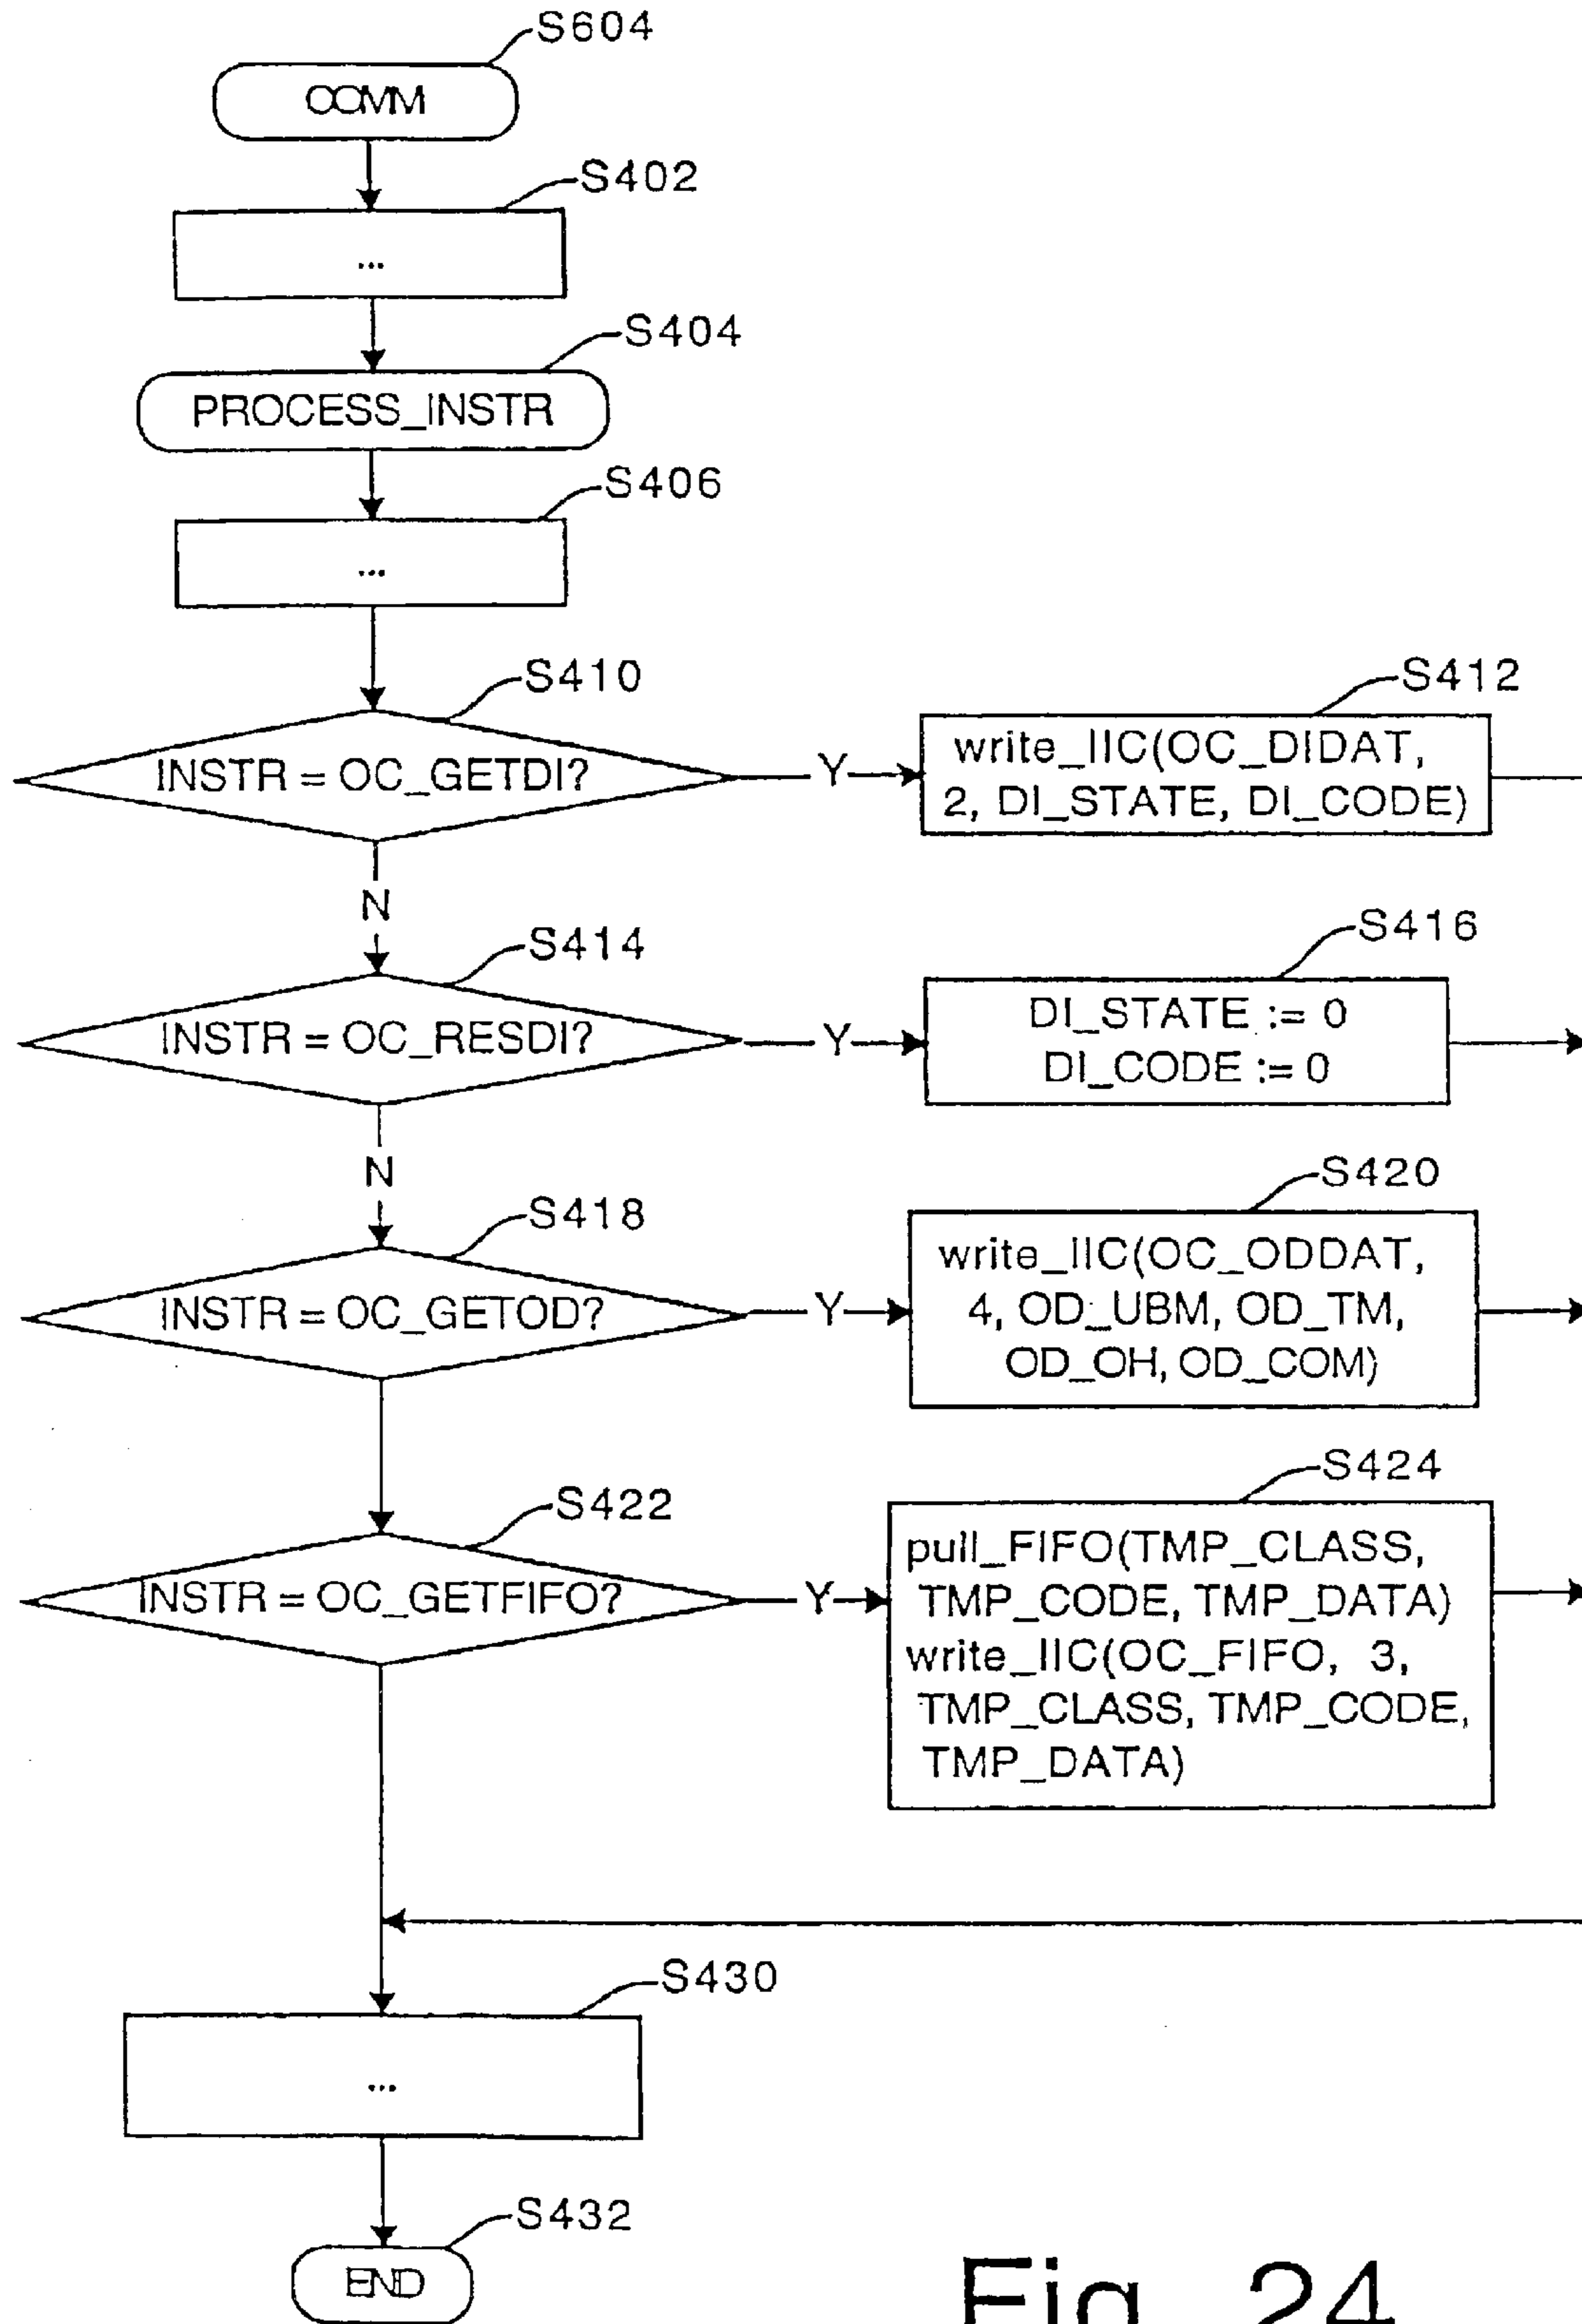 S604
COMM
S402
...
S404
PROCESS_INSTR
S406
...
S410
INSTR = OC_GETDI?
Y
S412
write_IIC(OC_DIDAT,
2, DI_STATE, DI_CODE)
N
S414
INSTR = OC_RESDI?
Y
S416
DI_STATE := 0
DI_CODE := 0
N
S418
INSTR = OC_GETOD?
Y
S420
write_IIC(OC_ODDAT,
4, OD_UBM, OD_TM,
OD_OH, OD_COM)
S422
INSTR = OC_GETFIFO?
Y
S424
pull_FIFO(TMP_CLASS,
TMP_CODE, TMP_DATA)
write_IIC(OC_FIFO, 3,
TMP_CLASS, TMP_CODE,
TMP_DATA)
S430
...
S432
END
Fig. 24